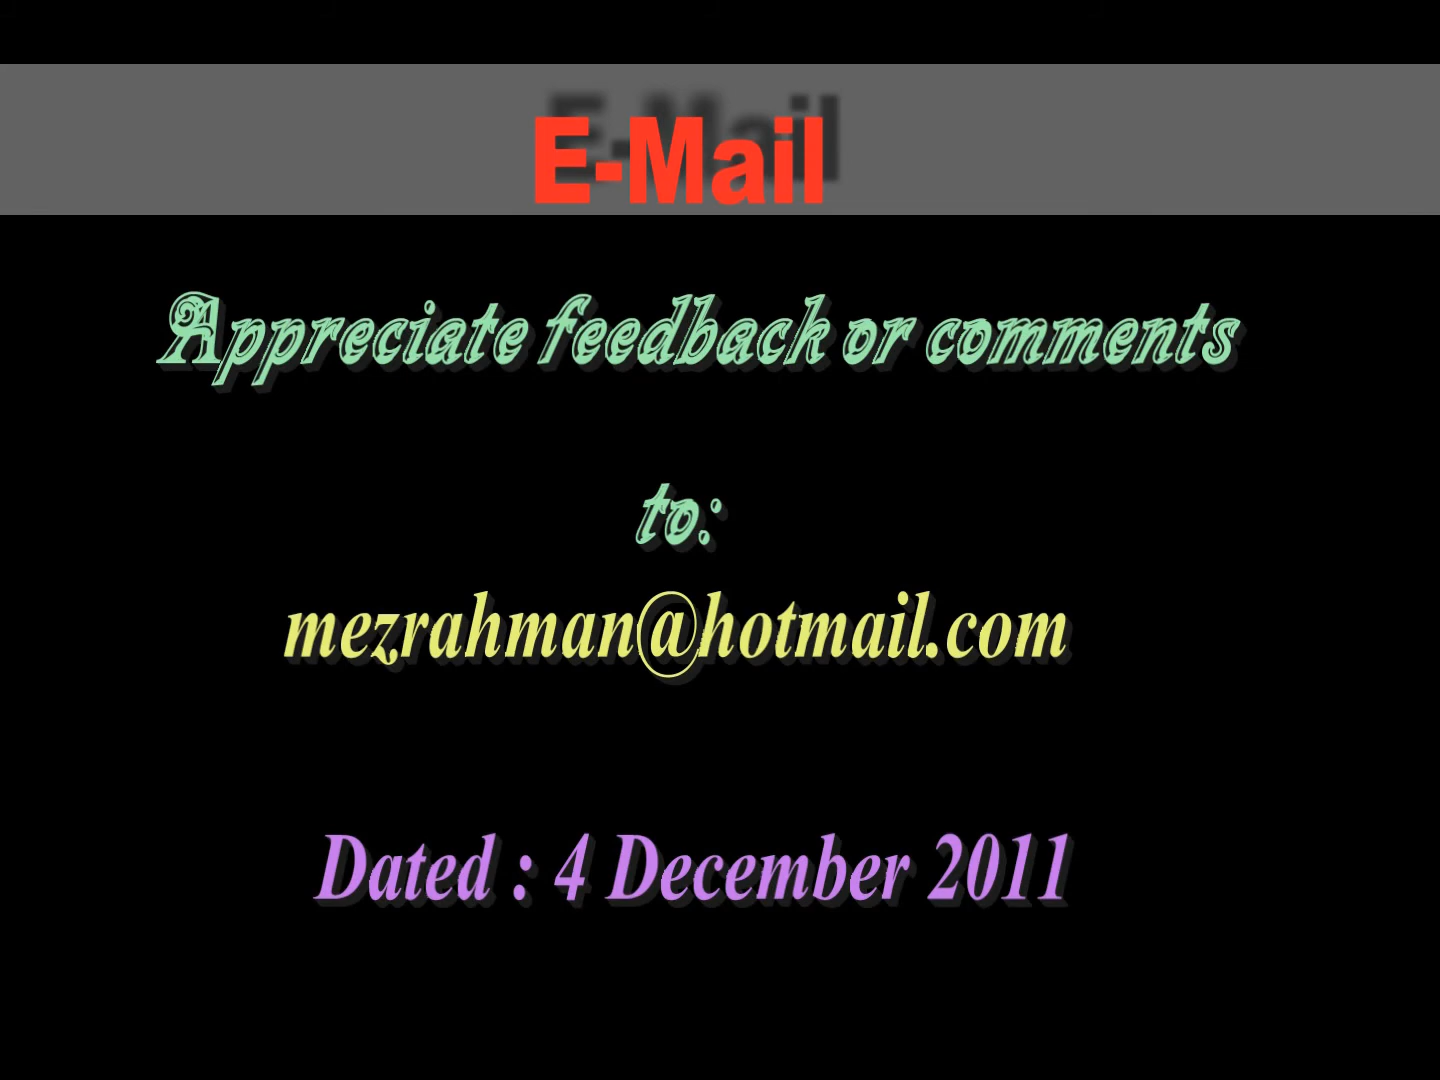 E-Mail
Appreciate feedback or comments
to:
mezrahman@hotmail.com
Dated : 4 December 2011